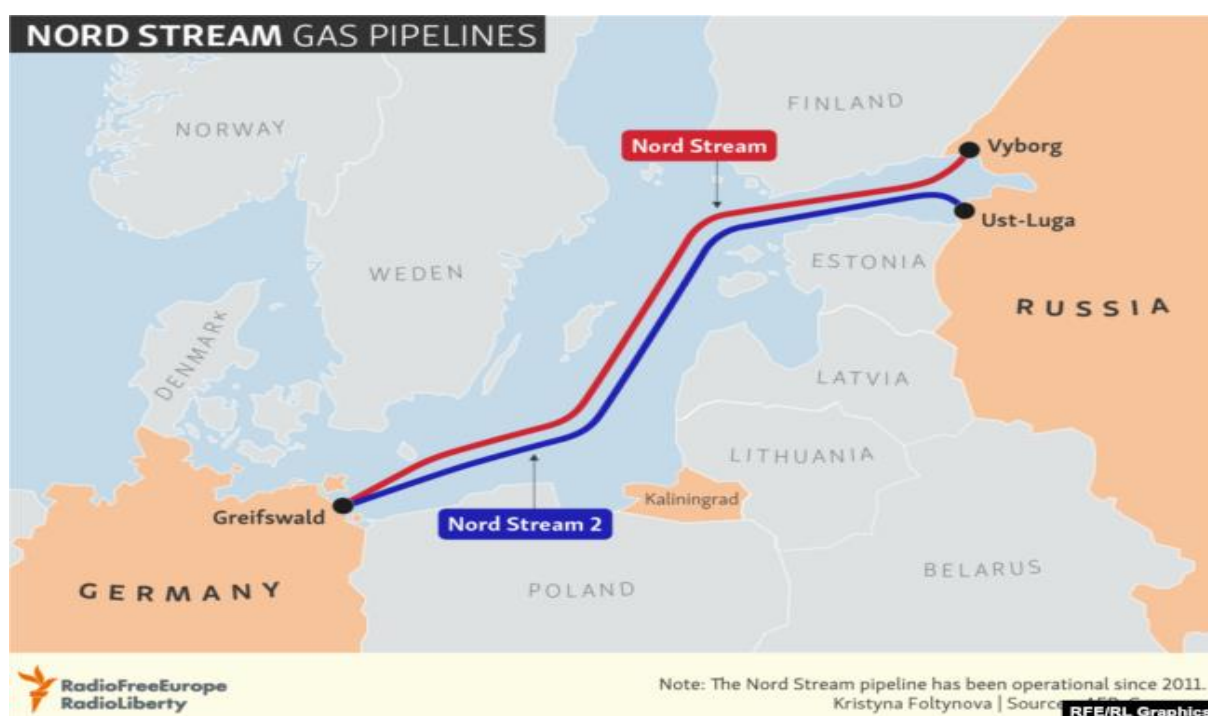 NORD STREAM GAS PIPELINES
FINLAND
NORWAY
Nord Stream
Vyborg
Ust-Luga
ESTONIA
WEDEN
RUSSIA
DENMARK
LATVIA
LITHUANIA
Kaliningrad
Greifswald
Nord Stream 2
BELARUS
GERMANY
POLAND
RadioFreeEurope
RadioLiberty
Note: The Nord Stream pipeline has been operational since 2011.
Kristyna Foltynova | Source
RFE/RL Graphics